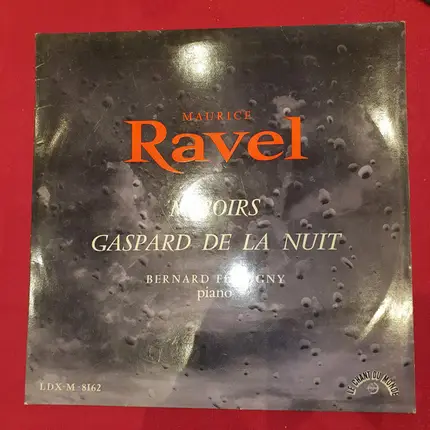 MAURICE
Ravel
GASPARD DE LA NUIT
BERNARD
piano
LDX-M-8162
LE CHANT DU MONDE